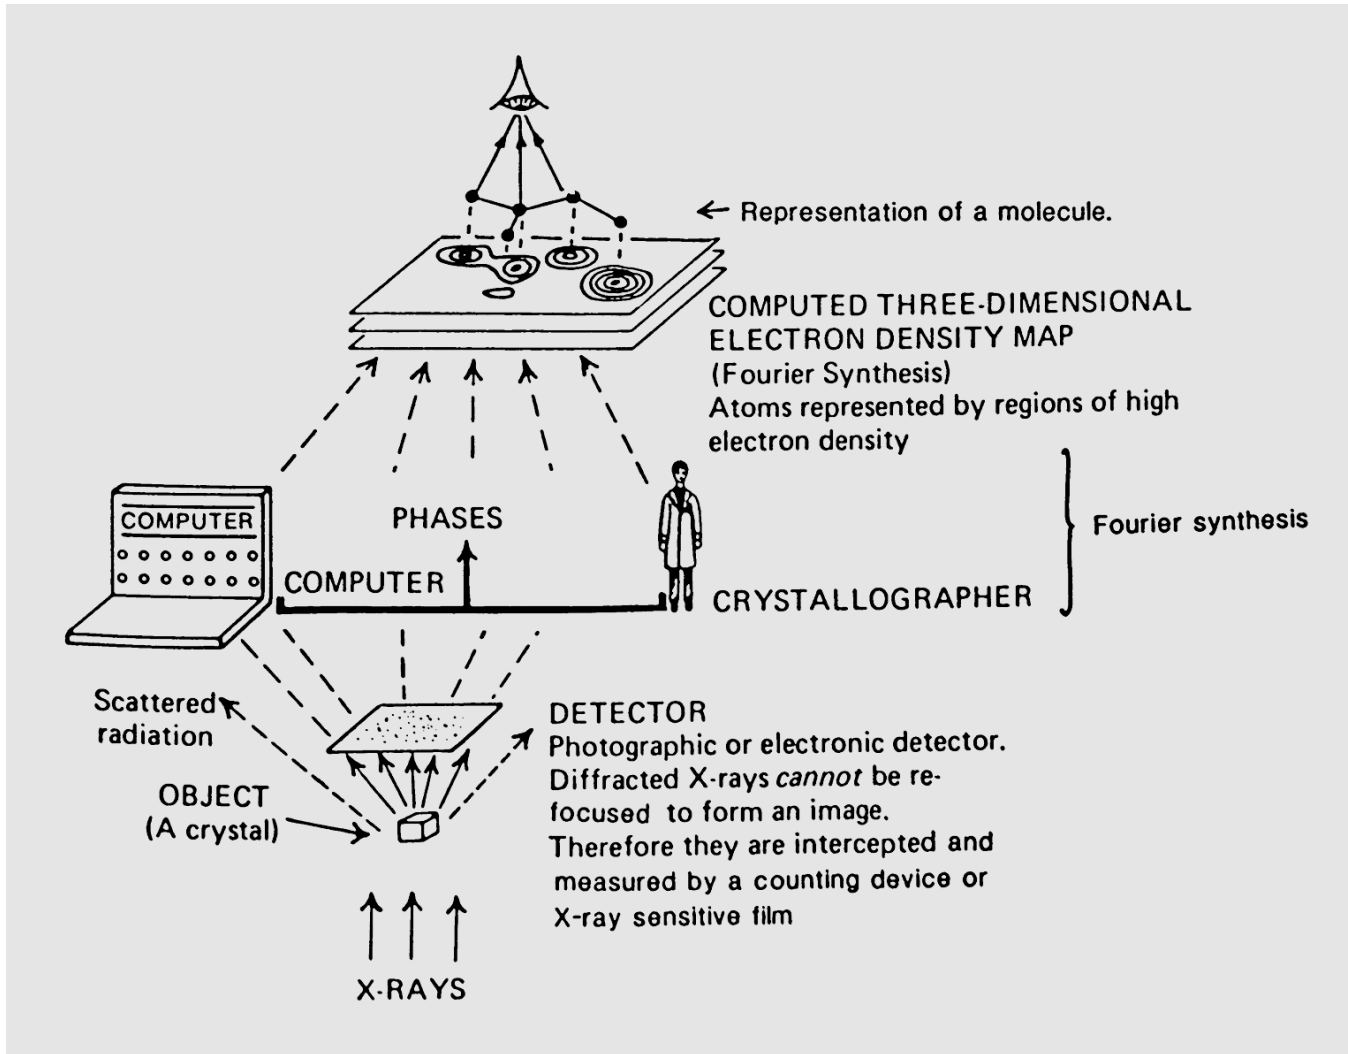 Representation of a molecule.
COMPUTED THREE-DIMENSIONAL
ELECTRON DENSITY MAP
(Fourier Synthesis)
Atoms represented by regions of high
electron density
COMPUTER
PHASES
COMPUTER
CRYSTALLOGRAPHER
Fourier synthesis
Scattered
radiation
OBJECT
(A crystal)
DETECTOR
Photographic or electronic detector.
Diffracted X-rays cannot be re-
focused to form an image.
Therefore they are intercepted and
measured by a counting device or
X-ray sensitive film
X-RAYS